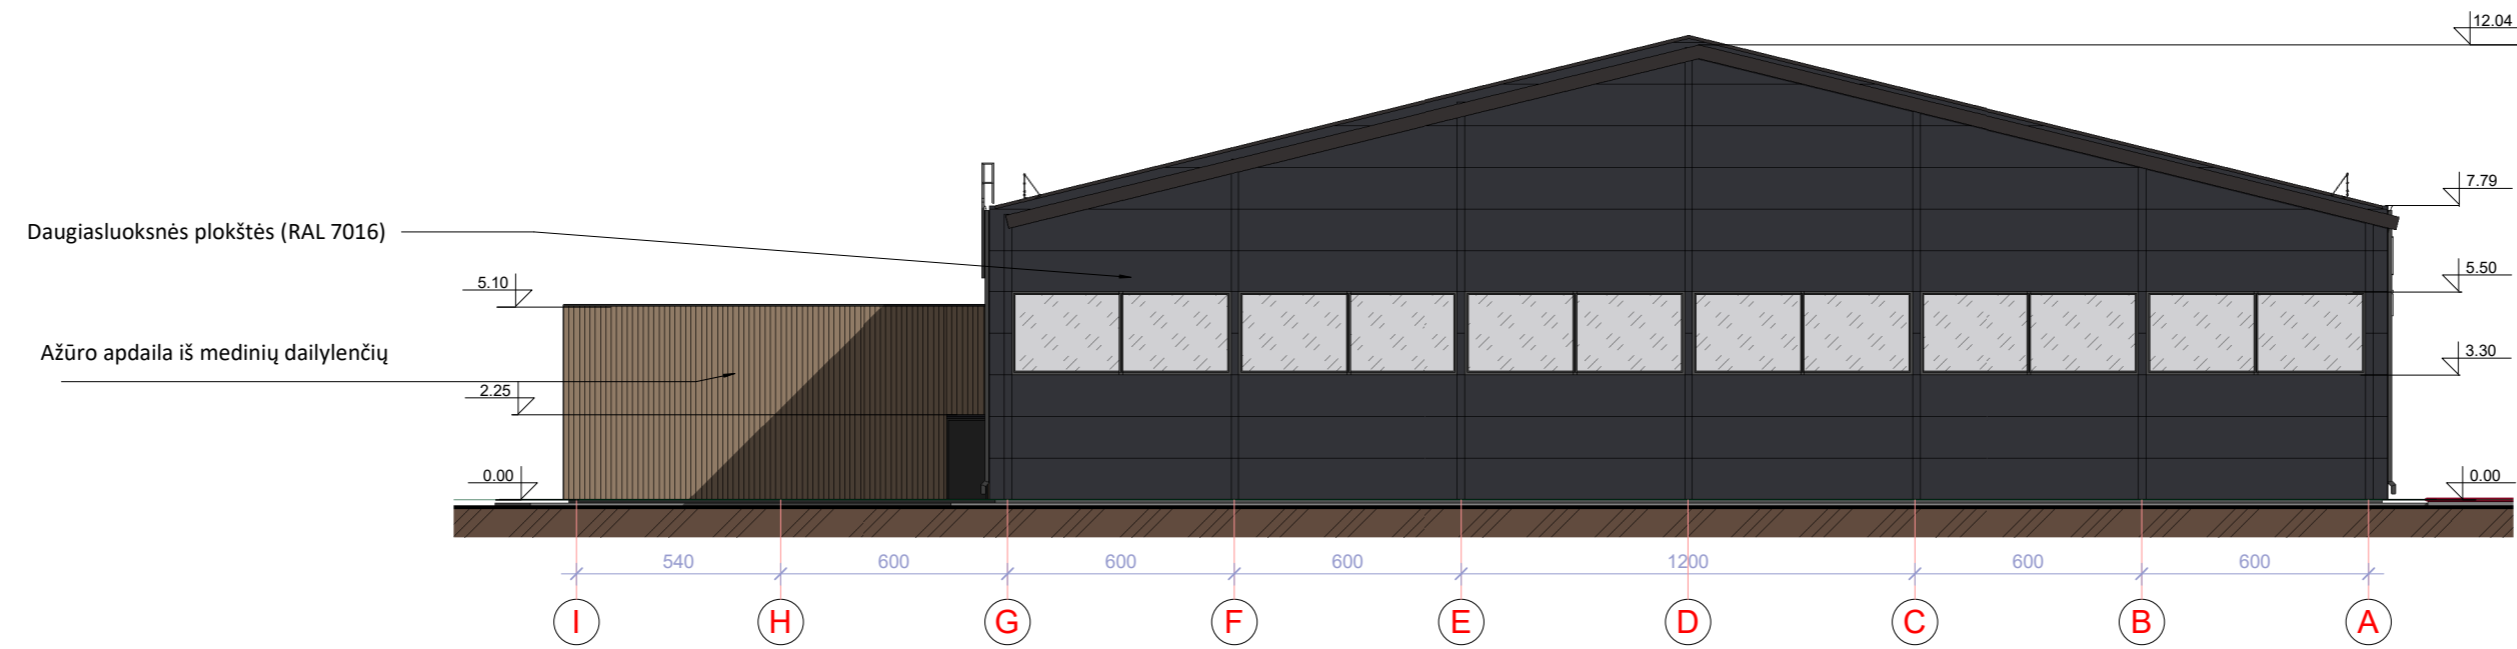 12.04
7.79
Daugiasluoksnės plokštės (RAL 7016)
5.50
5.10
Ažūro apdaila iš medinių dailylenčių
3.30
2.25
0.00
0.00
540 600 600 600 1200 600 600
I H G F E D C B A